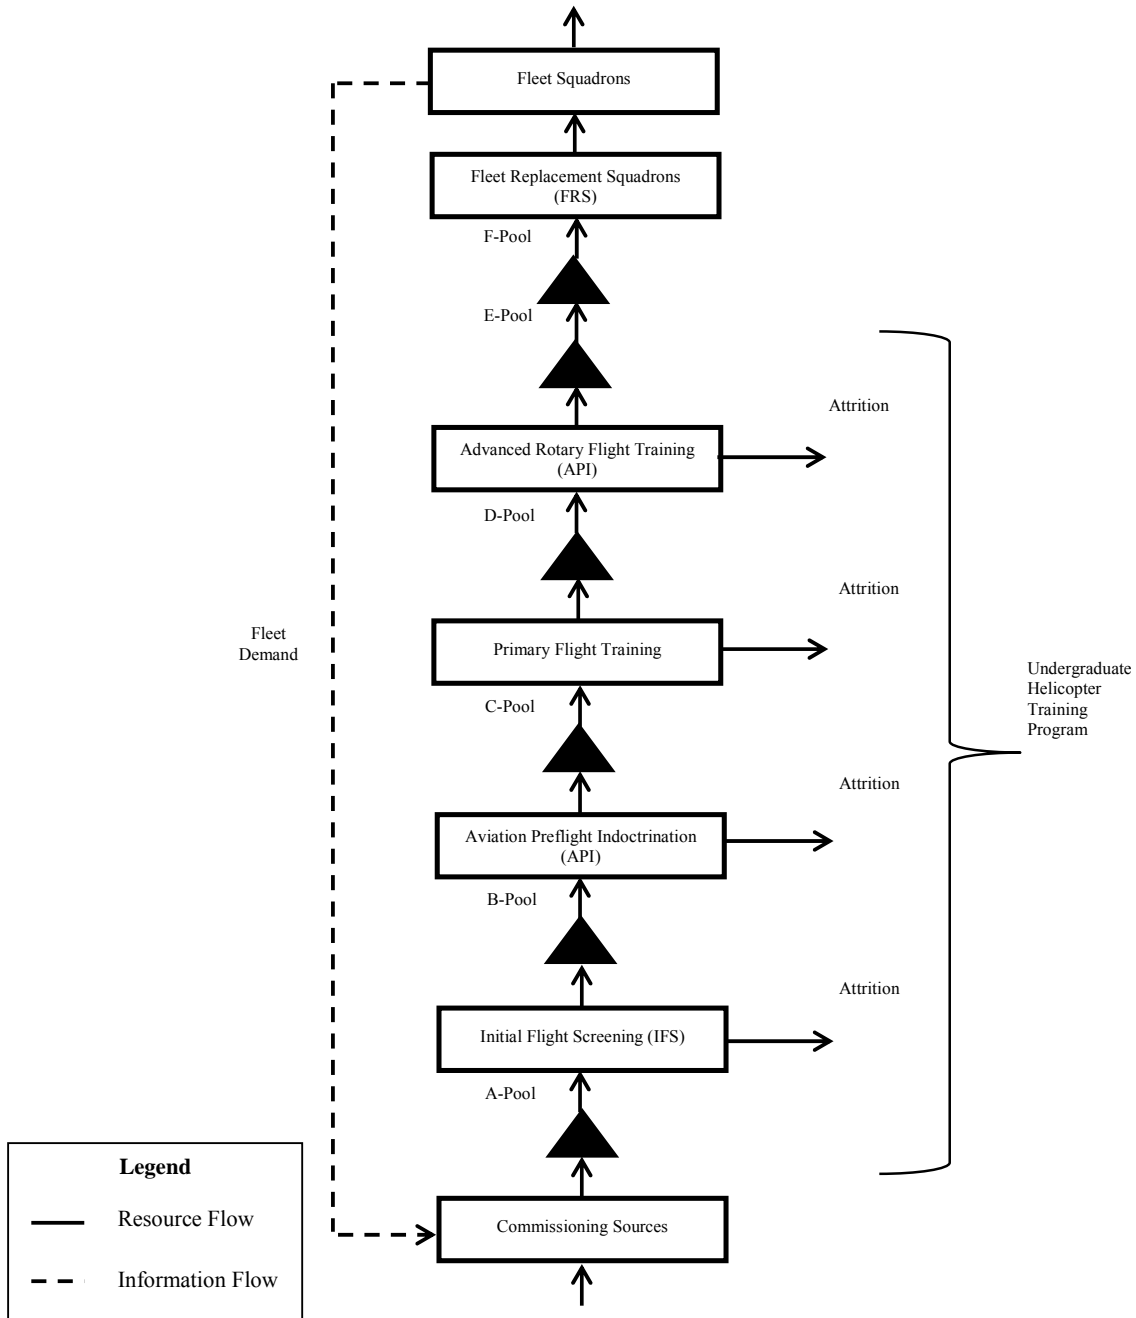 Fleet Squadrons
Fleet Replacement Squadrons
(FRS)
F-Pool
E-Pool
Attrition
Advanced Rotary Flight Training
(API)
D-Pool
Attrition
Fleet
Demand
Primary Flight Training
Undergraduate
Helicopter
Training
Program
C-Pool
Attrition
Aviation Preflight Indoctrination
(API)
B-Pool
Attrition
Initial Flight Screening (IFS)
A-Pool
Commissioning Sources
Legend
Resource Flow
Information Flow